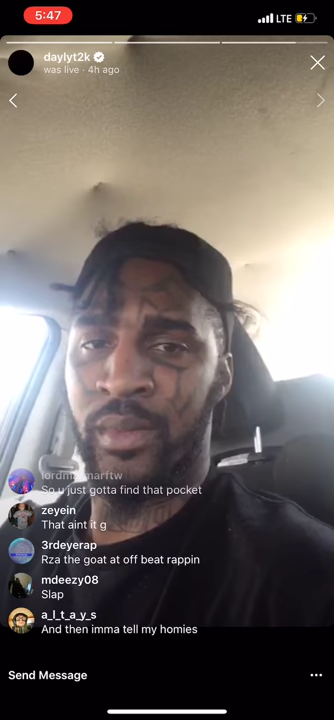 5:47
LTE
daylyt2k
was live · 4h ago
So u just gotta find that pocket
zeyein
That aint it g
3rdeyerap
Rza the goat at off beat rappin
mdeezy08
Slap
a_l_t_a_y_s
And then imma tell my homies
Send Message